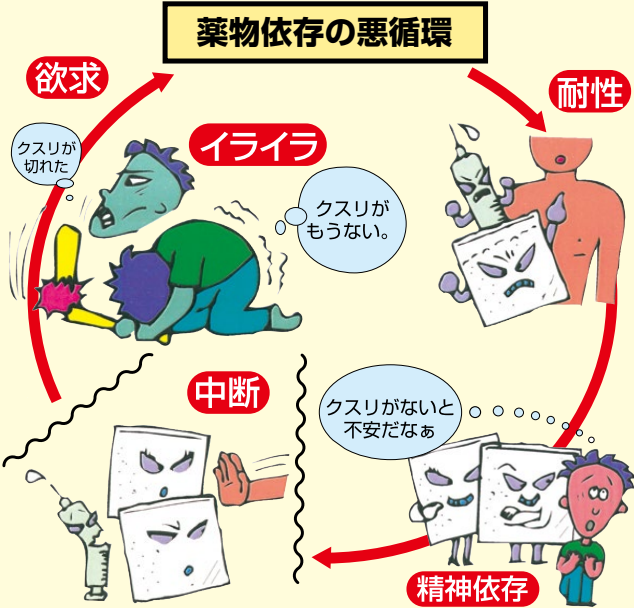 薬物依存の悪循環
欲求
耐性
イライラ
クスリが
切れた
クスリが
もうない。
中断
クスリがないと
不安だなぁ
精神依存